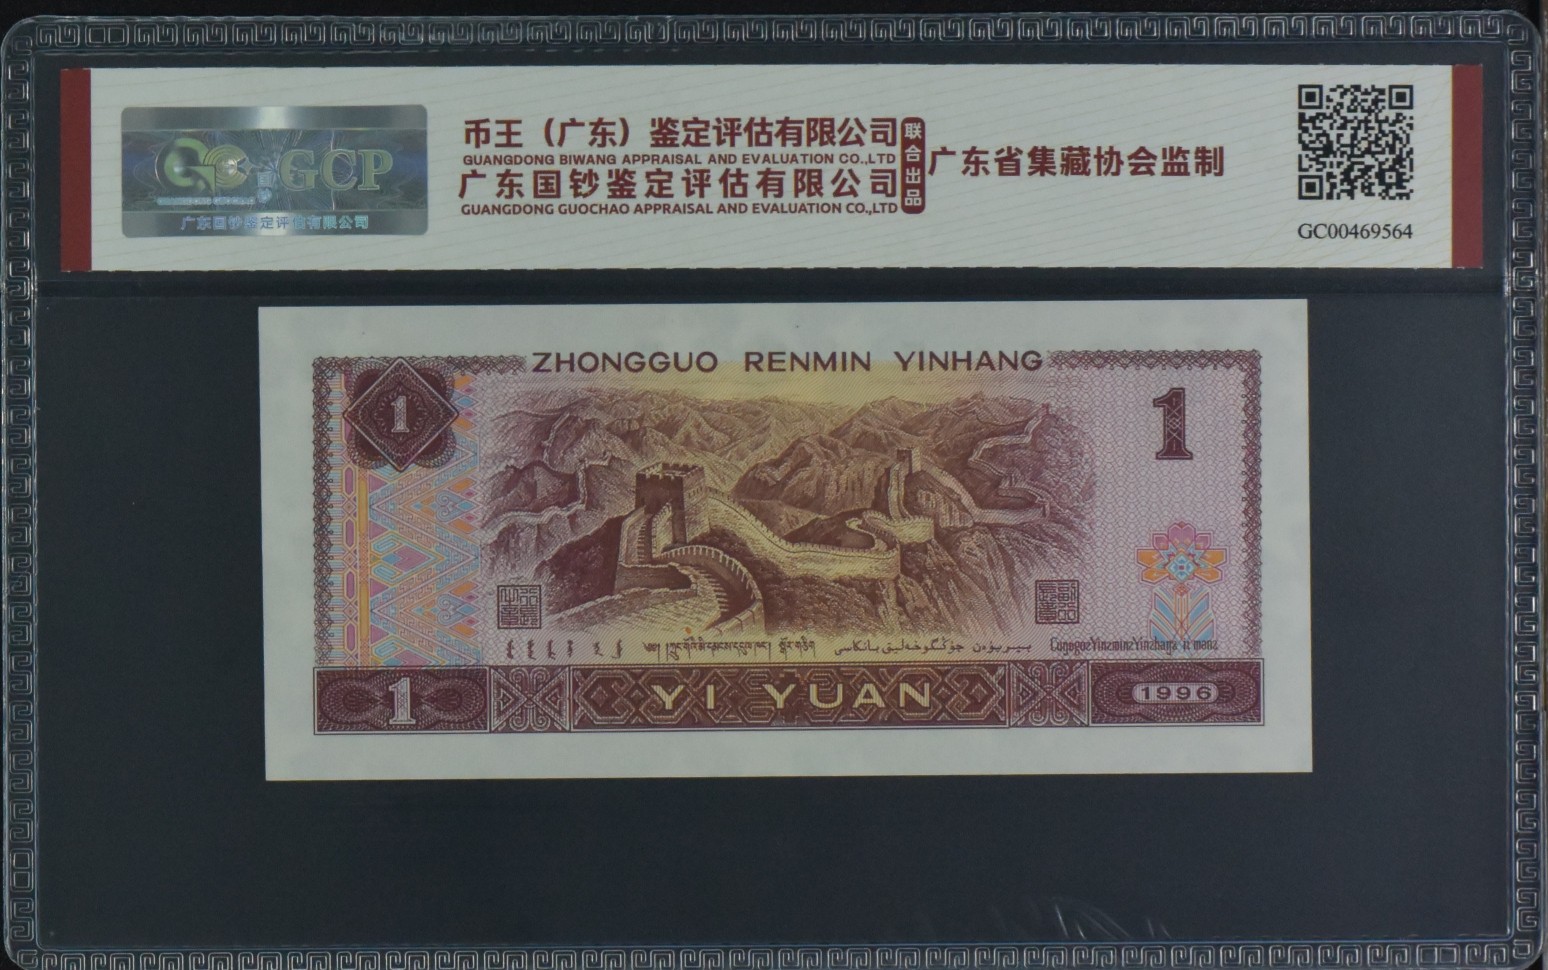 GCP
广东国钞鉴定评估有限公司
币王（广东）鉴定评估有限公司
GUANGDONG BIWANG APPRAISAL AND EVALUATION CO.,LTD
广东国钞鉴定评估有限公司
GUANGDONG GUOCHAO APPRAISAL AND EVALUATION CO.,LTD
联合出品
广东省集藏协会监制
GC00469564
ZHONGGUO RENMIN YINHANG
1
1
1
YI YUAN
1996